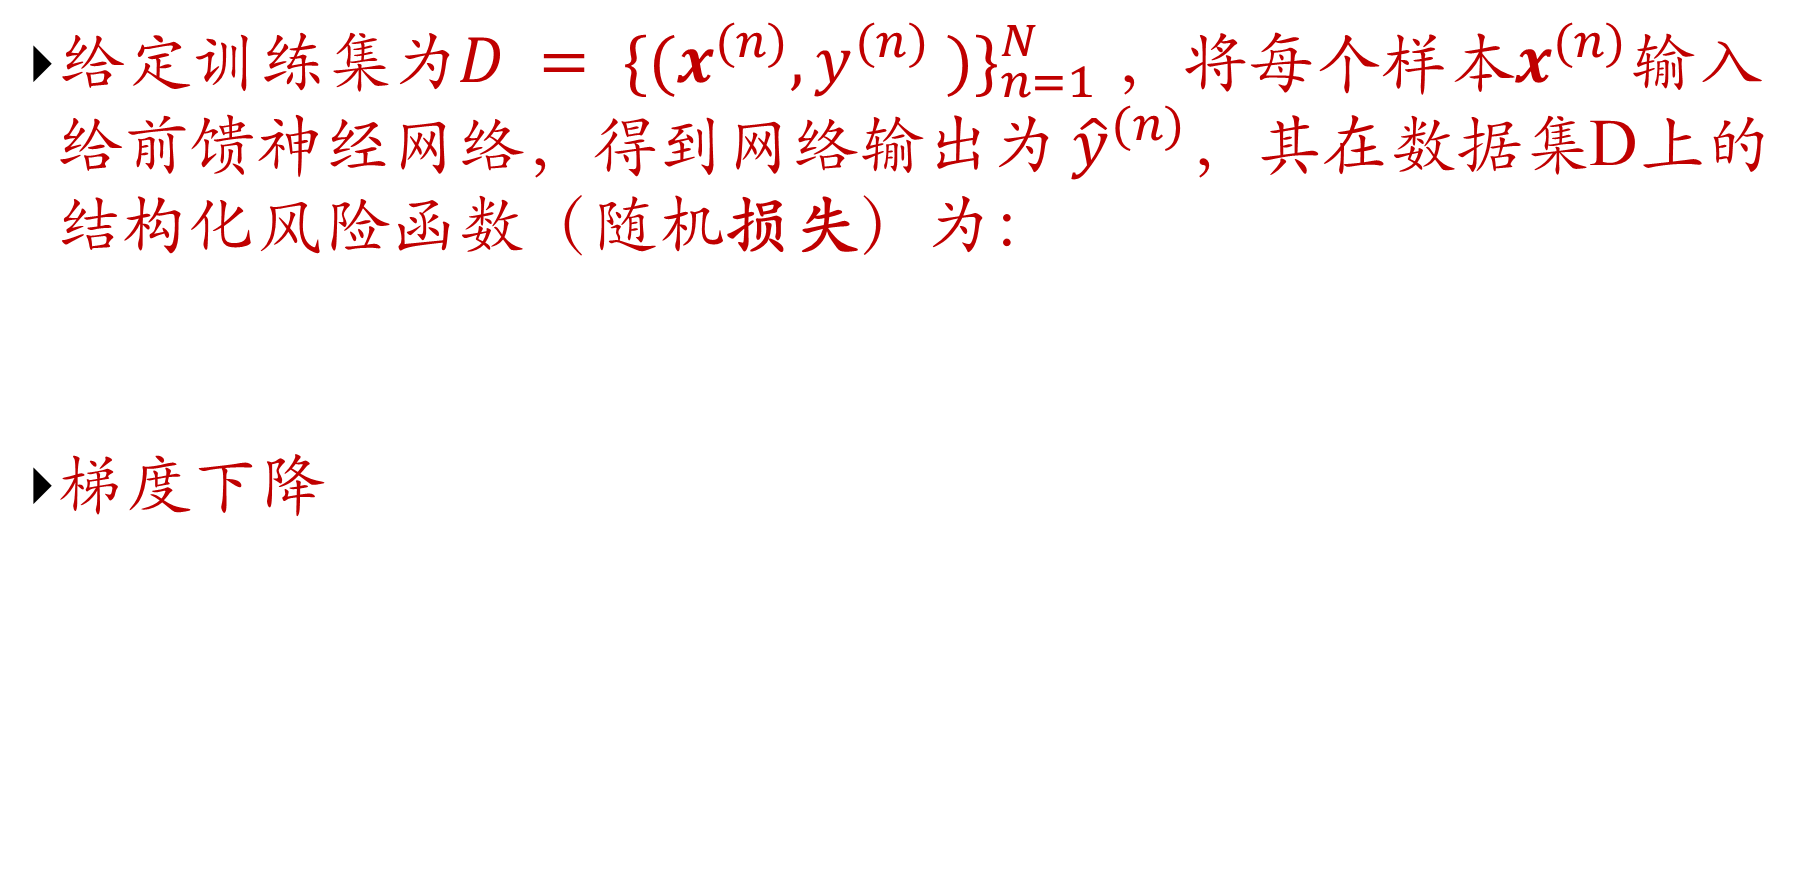 给定训练集为D = {(x^(n), y^(n) )}_{n=1}^N，将每个样本x^(n)输入
给前馈神经网络，得到网络输出为 ŷ^(n)，其在数据集D上的
结构化风险函数（随机损失）为：
梯度下降